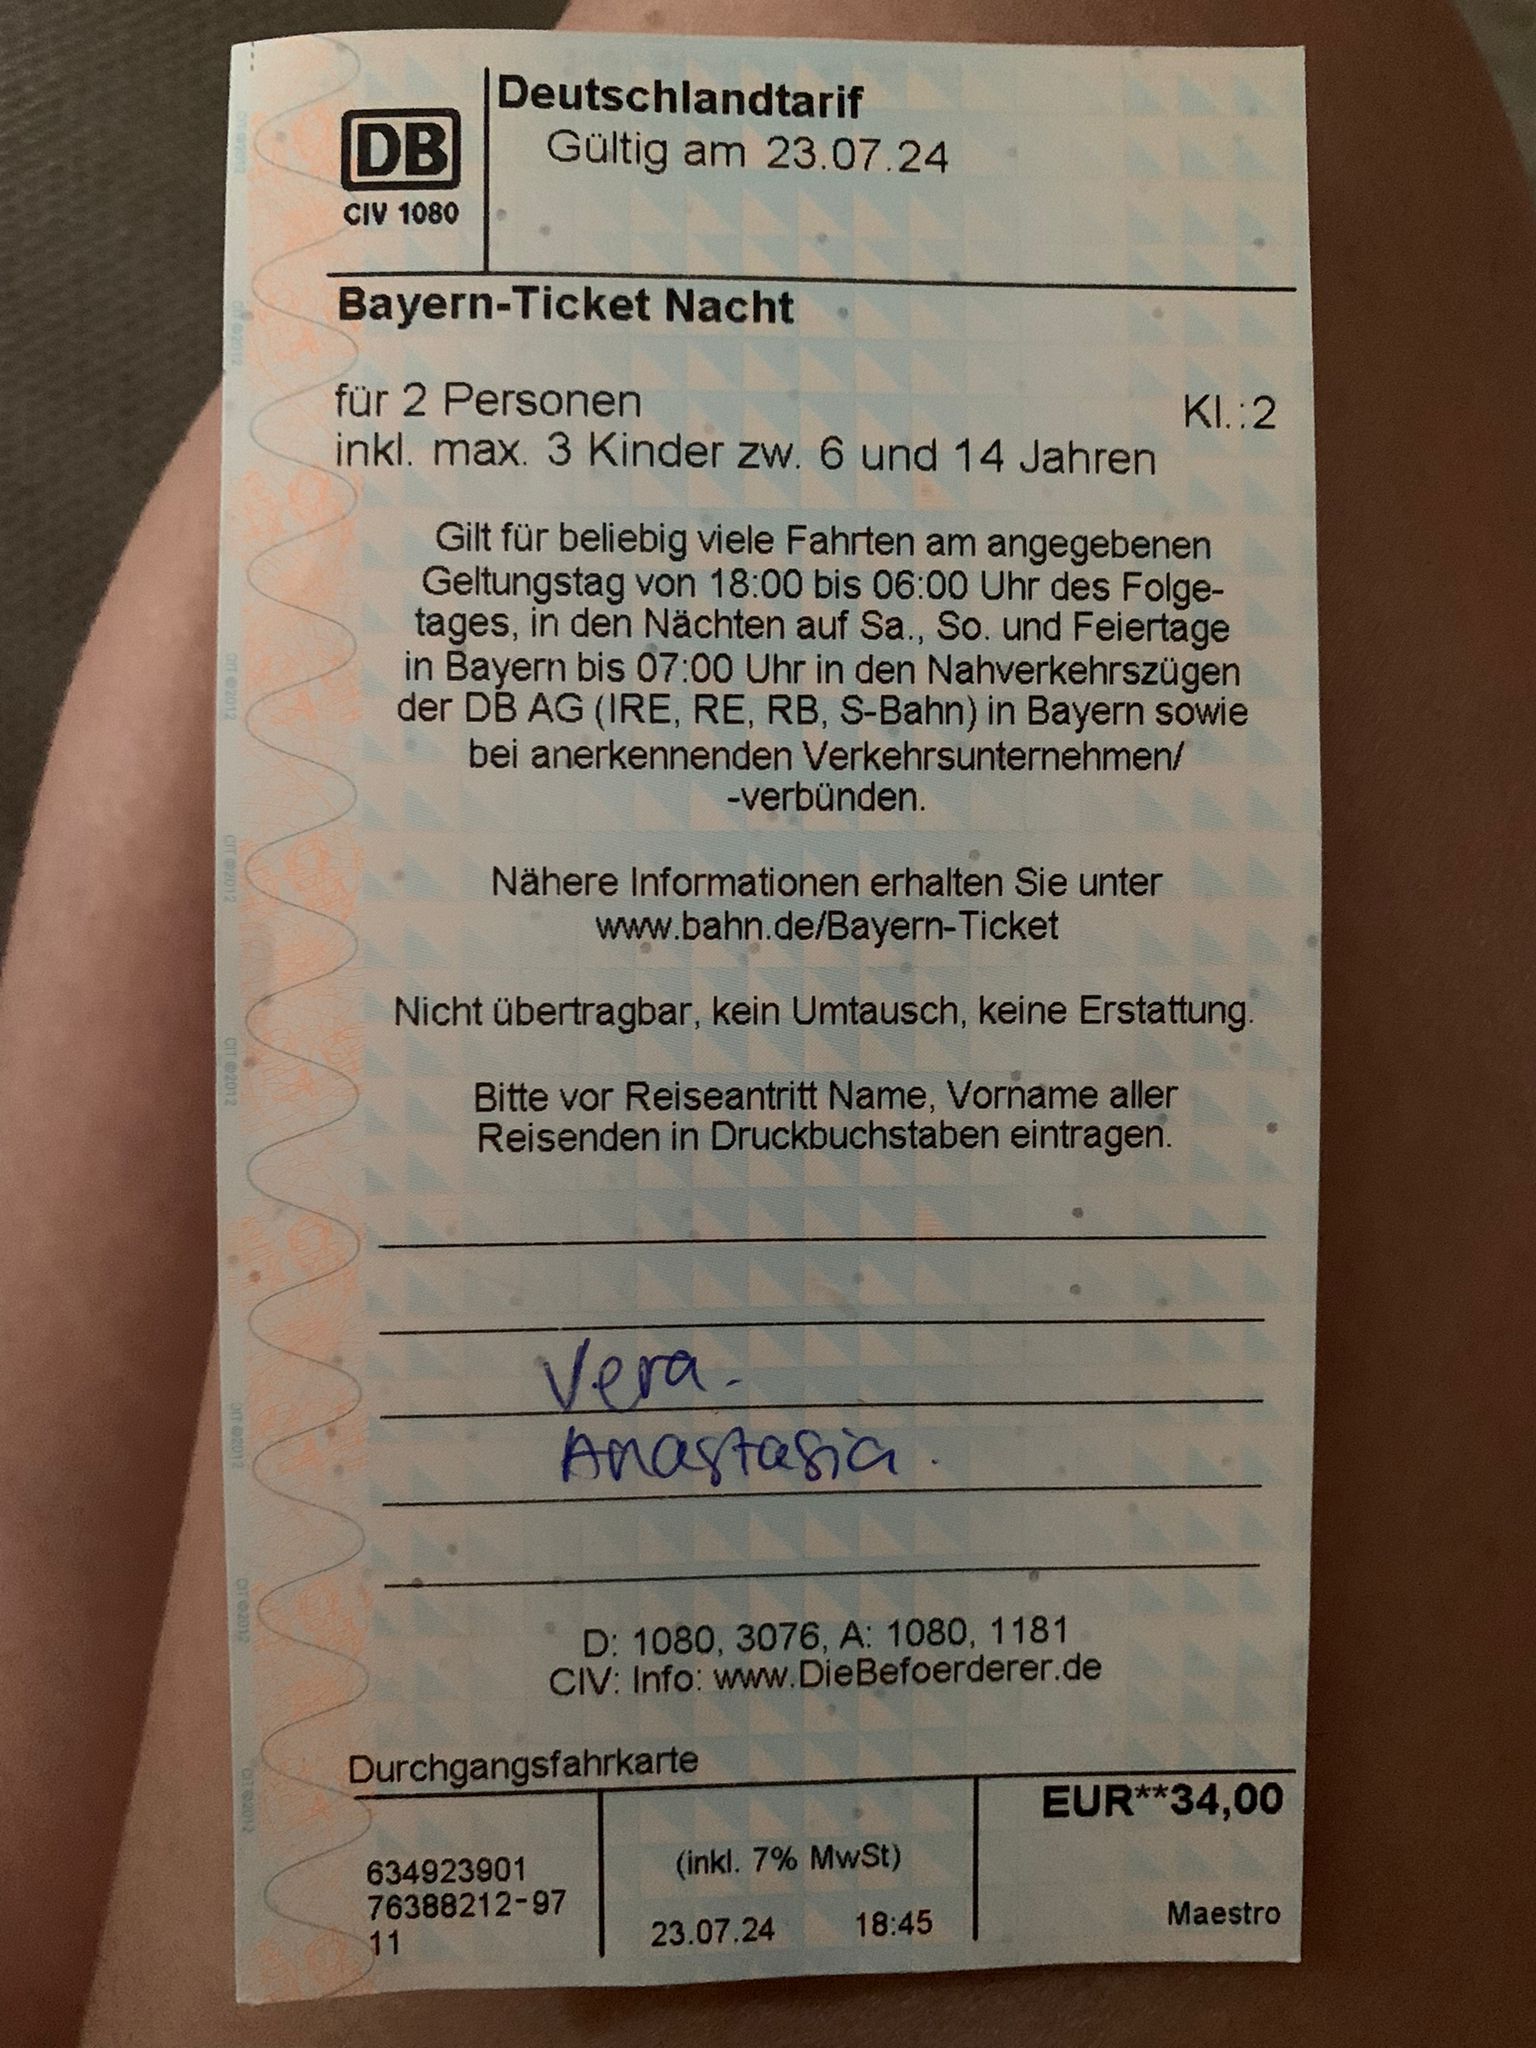 DB
CIV 1080
Deutschlandtarif
Gültig am 23.07.24
Bayern-Ticket Nacht
für 2 Personen
Kl.:2
inkl. max. 3 Kinder zw. 6 und 14 Jahren
Gilt für beliebig viele Fahrten am angegebenen
Geltungstag von 18:00 bis 06:00 Uhr des Folge-
tages, in den Nächten auf Sa., So. und Feiertage
in Bayern bis 07:00 Uhr in den Nahverkehrszügen
der DB AG (IRE, RE, RB, S-Bahn) in Bayern sowie
bei anerkennenden Verkehrsunternehmen/
-verbünden.
Nähere Informationen erhalten Sie unter
www.bahn.de/Bayern-Ticket
Nicht übertragbar, kein Umtausch, keine Erstattung.
Bitte vor Reiseantritt Name, Vorname aller
Reisenden in Druckbuchstaben eintragen.
Vera.
Anastasia.
D: 1080, 3076, A: 1080, 1181
CIV: Info: www.DieBefoerderer.de
Durchgangsfahrkarte
EUR**34,00
634923901
76388212-97
11
(inkl. 7% MwSt)
23.07.24 18:45
Maestro